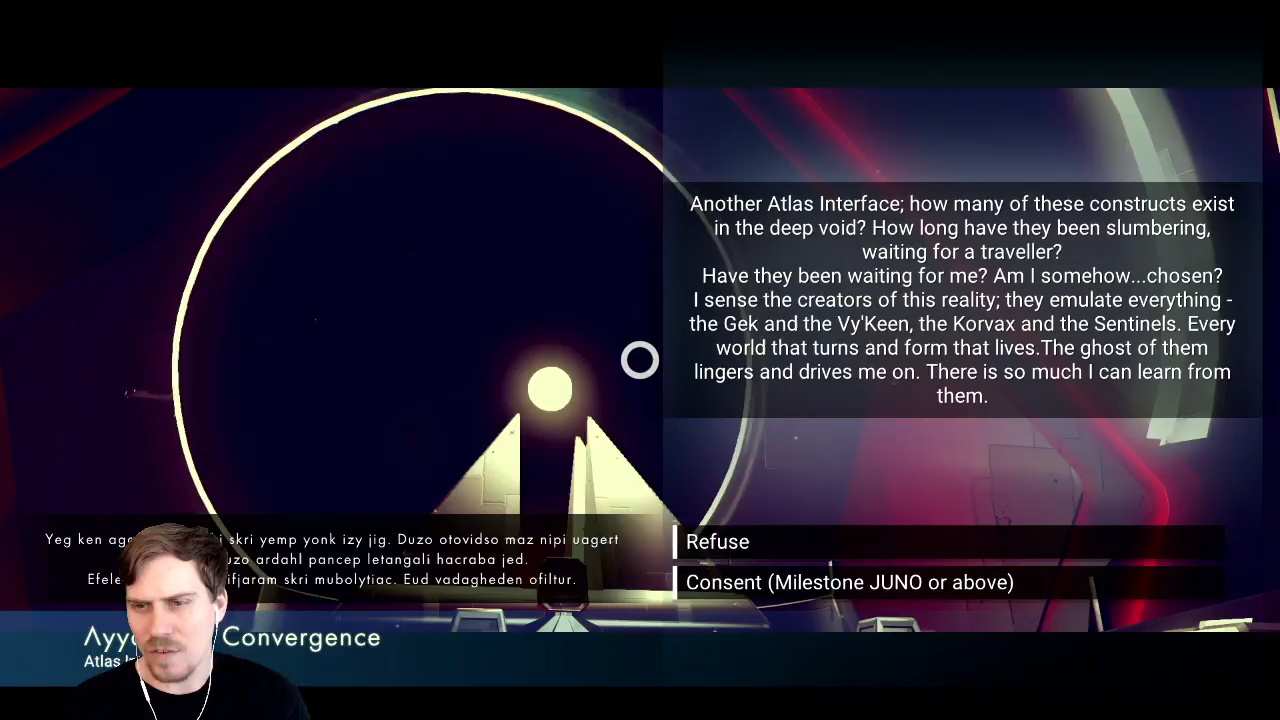 Another Atlas Interface; how many of these constructs exist
in the deep void? How long have they been slumbering,
waiting for a traveller?
Have they been waiting for me? Am I somehow...chosen?
I sense the creators of this reality; they emulate everything -
the Gek and the Vy'Keen, the Korvax and the Sentinels. Every
world that turns and form that lives.The ghost of them
lingers and drives me on. There is so much I can learn from
them.
Yeg ken skri yemp yonk izy jig. Duzo otovidso maz nipi uagert
ardahl pancep letangali hacraba jed.
skri mubolytiac. Eud vadagheden ofiltur.
Refuse
Consent (Milestone JUNO or above)
Convergence
Atlas